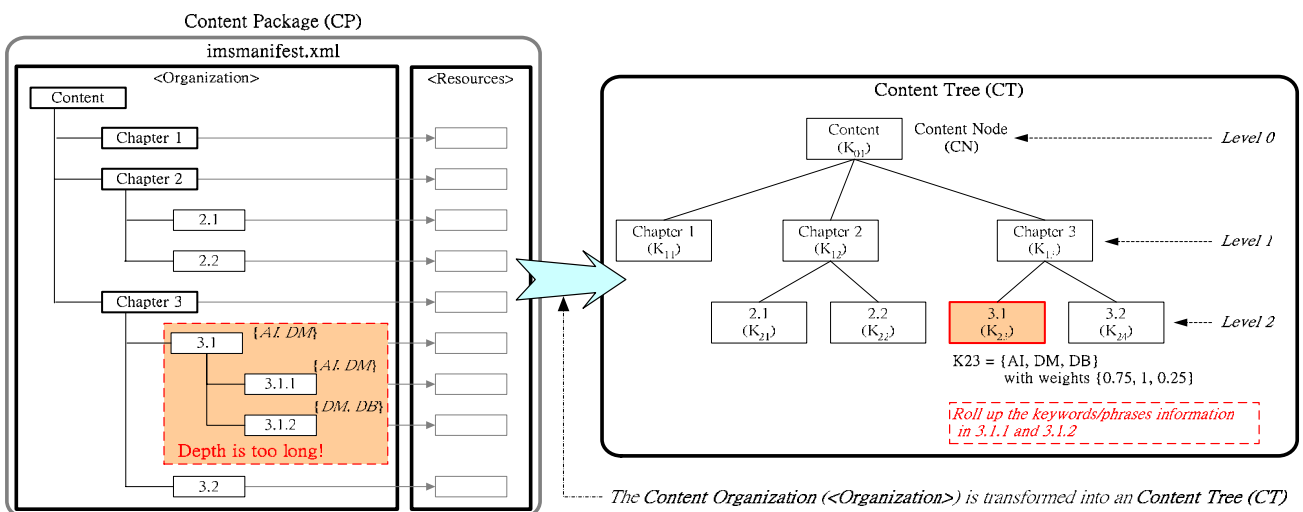 Content Package (CP)
imsmanifest.xml
<Organization>
<Resources>
Content
Chapter 1
Chapter 2
2.1
2.2
Chapter 3
3.1
{AI, DM}
3.1.1
{AI, DM}
3.1.2
{DM, DB}
Depth is too long!
3.2
Content Tree (CT)
Content
(K01)
Content Node
(CN)
Level 0
Chapter 1
(K11)
Chapter 2
(K12)
Chapter 3
(K13)
Level 1
2.1
(K21)
2.2
(K22)
3.1
(K23)
3.2
(K24)
Level 2
K23 = {AI, DM, DB}
with weights {0.75, 1, 0.25}
Roll up the keywords/phrases information
in 3.1.1 and 3.1.2
The Content Organization (<Organization>) is transformed into an Content Tree (CT)